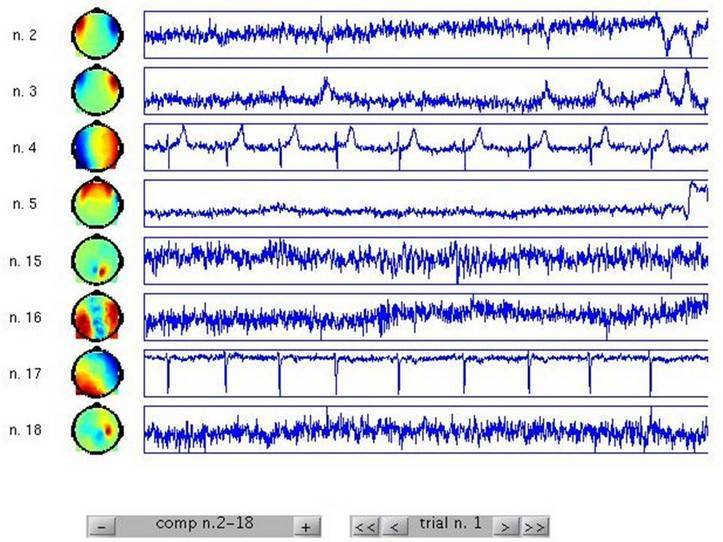 n. 2
n. 3
n. 4
n. 5
n. 15
n. 16
n. 17
n. 18
− comp n.2-18 + << < trial n. 1 > >>